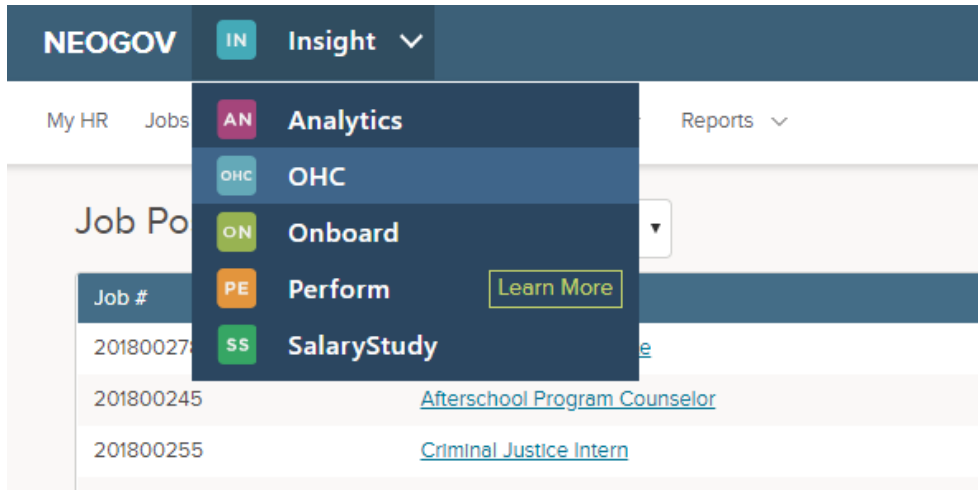 NEOGOV IN Insight
My HR Jobs Reports
AN Analytics
OHC OHC
Job Po
ON Onboard
PE Perform Learn More
Job #
SS SalaryStudy
201800245 Afterschool Program Counselor
201800255 Criminal Justice Intern